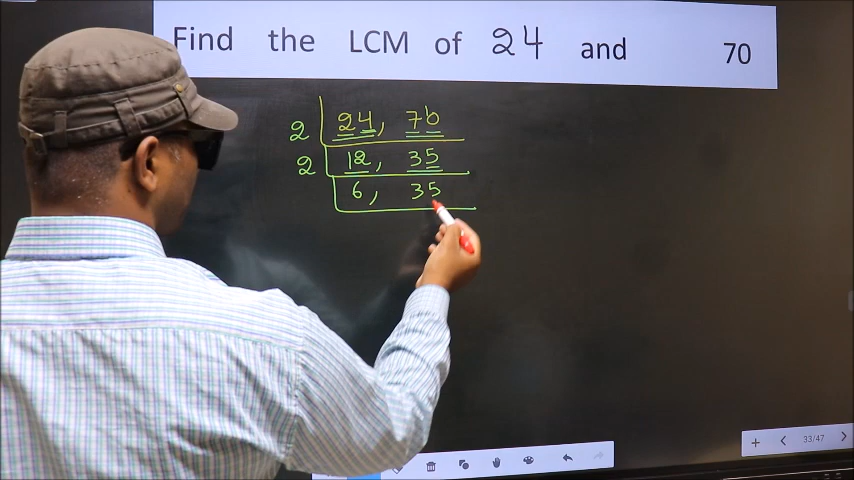 Find the LCM of 24 and 70
2 24, 70
2 12, 35
6, 35
33/47